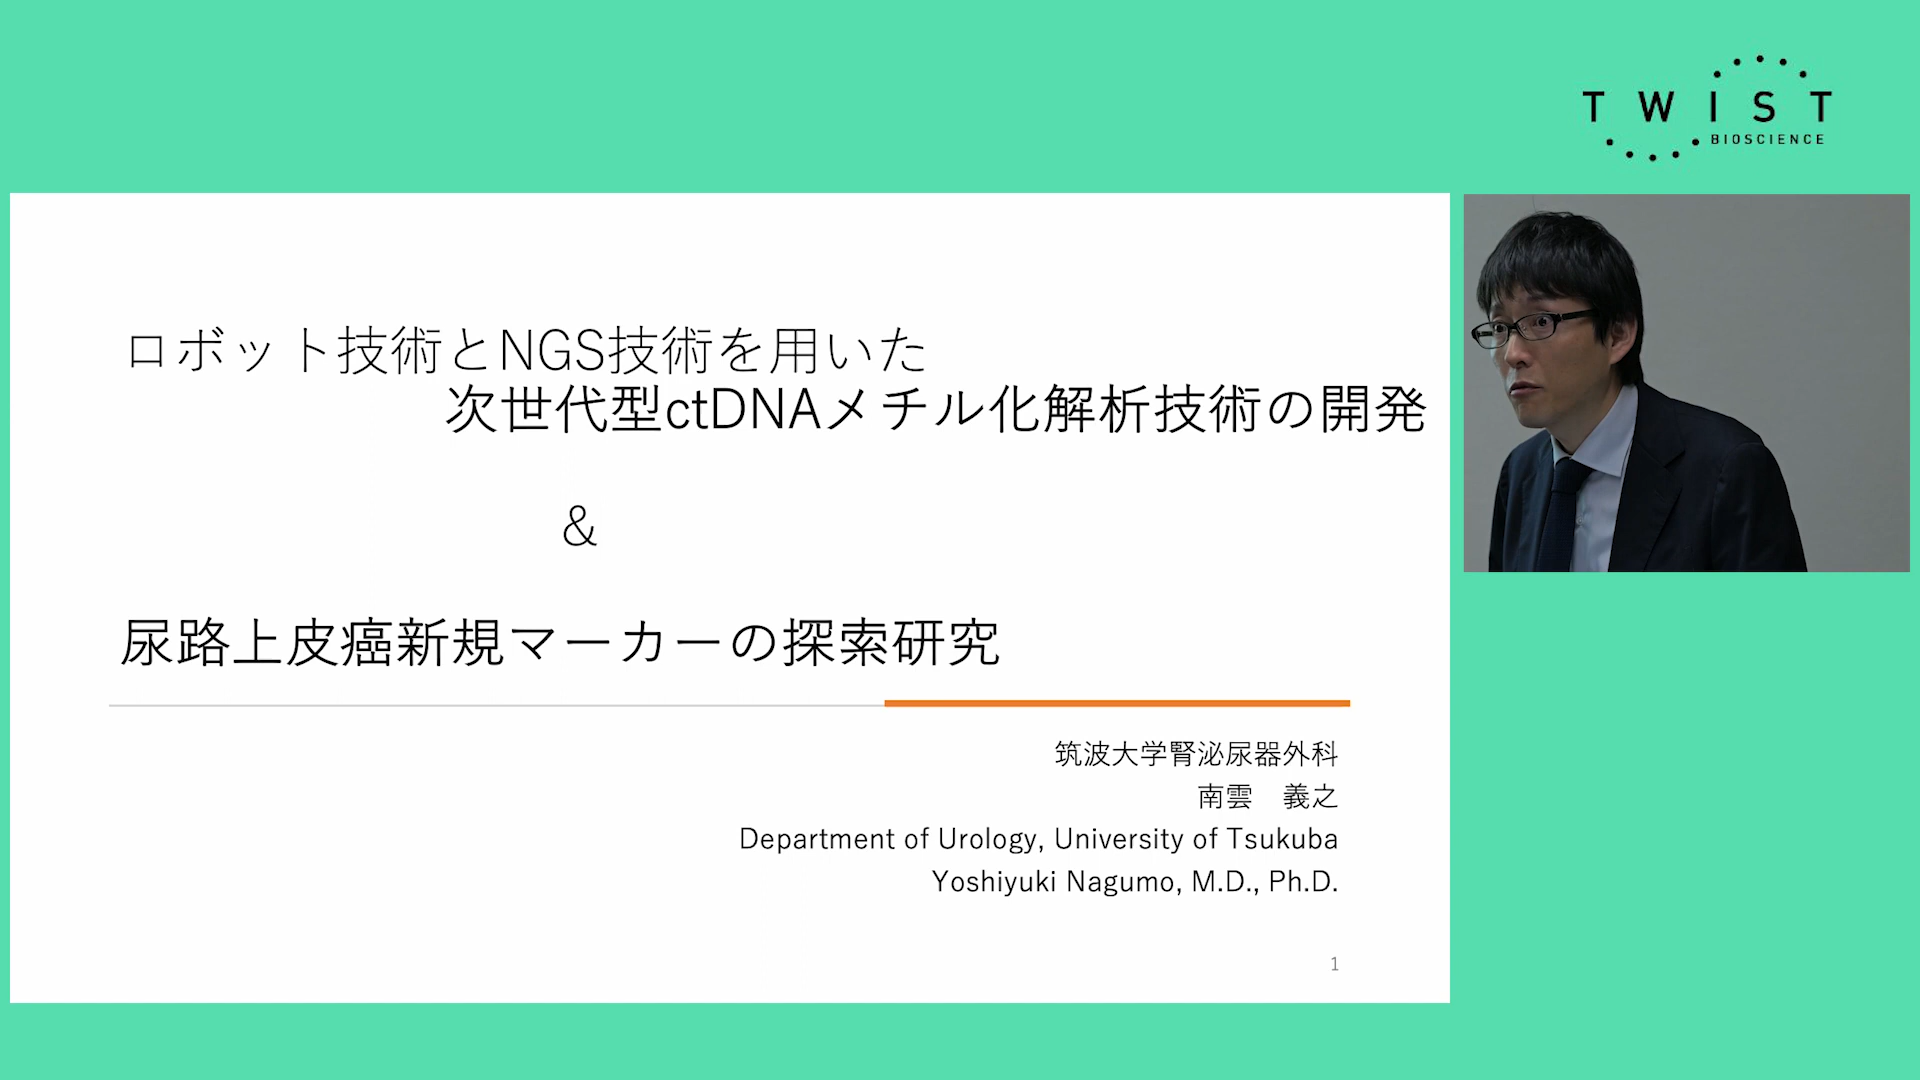 TWIST
BIOSCIENCE
ロボット技術とNGS技術を用いた
次世代型ctDNAメチル化解析技術の開発
&
尿路上皮癌新規マーカーの探索研究
筑波大学腎泌尿器外科
南雲　義之
Department of Urology, University of Tsukuba
Yoshiyuki Nagumo, M.D., Ph.D.
1